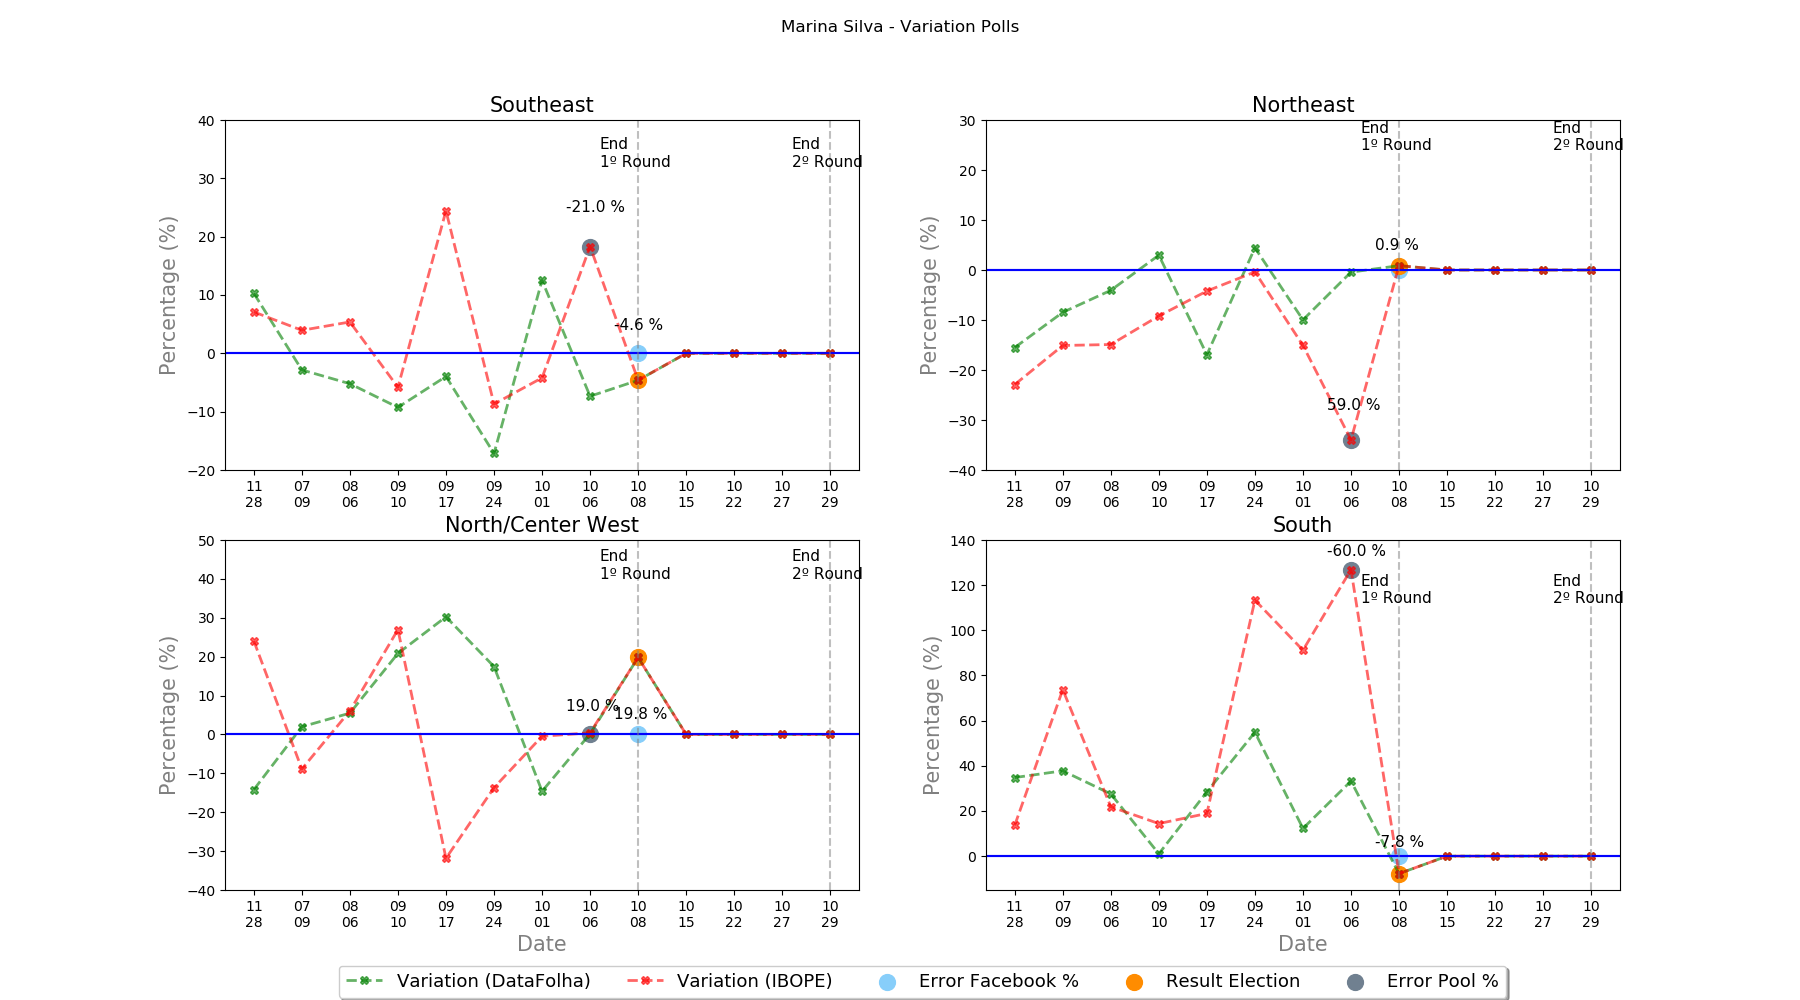 Marina Silva - Variation Polls
Southeast
Percentage (%)
40
30
20
10
0
−10
−20
End
1º Round
End
2º Round
-21.0 %
-4.6 %
11 07 08 09 09 09 10 10 10 10 10 10 10
28 09 06 10 17 24 01 06 08 15 22 27 29
Northeast
Percentage (%)
30
20
10
0
−10
−20
−30
−40
End
1º Round
End
2º Round
0.9 %
59.0 %
11 07 08 09 09 09 10 10 10 10 10 10 10
28 09 06 10 17 24 01 06 08 15 22 27 29
North/Center West
Percentage (%)
50
40
30
20
10
0
−10
−20
−30
−40
End
1º Round
End
2º Round
19.0 %
19.8 %
11 07 08 09 09 09 10 10 10 10 10 10 10
28 09 06 10 17 24 01 06 08 15 22 27 29
Date
South
Percentage (%)
140
120
100
80
60
40
20
0
-60.0 %
End
1º Round
End
2º Round
-7.8 %
11 07 08 09 09 09 10 10 10 10 10 10 10
28 09 06 10 17 24 01 06 08 15 22 27 29
Date
Variation (DataFolha) Variation (IBOPE) Error Facebook % Result Election Error Pool %